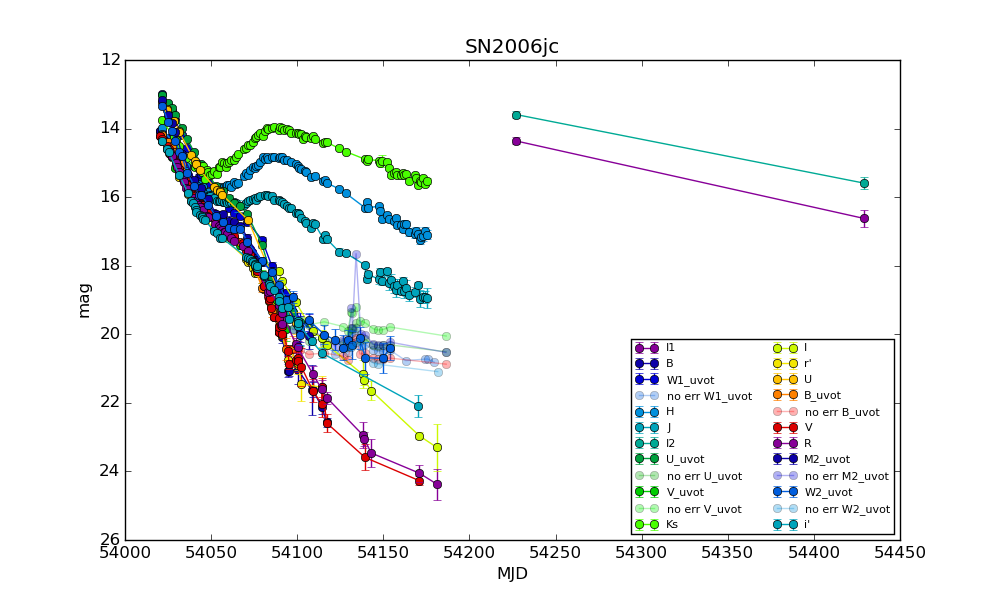 SN2006jc
12
14
16
18
20
22
24
26
mag
54000 54050 54100 54150 54200 54250 54300 54350 54400 54450
MJD
I1
B
W1_uvot
no err W1_uvot
H
J
I2
U_uvot
no err U_uvot
V_uvot
no err V_uvot
Ks
I
r'
U
B_uvot
no err B_uvot
V
R
M2_uvot
no err M2_uvot
W2_uvot
no err W2_uvot
i'